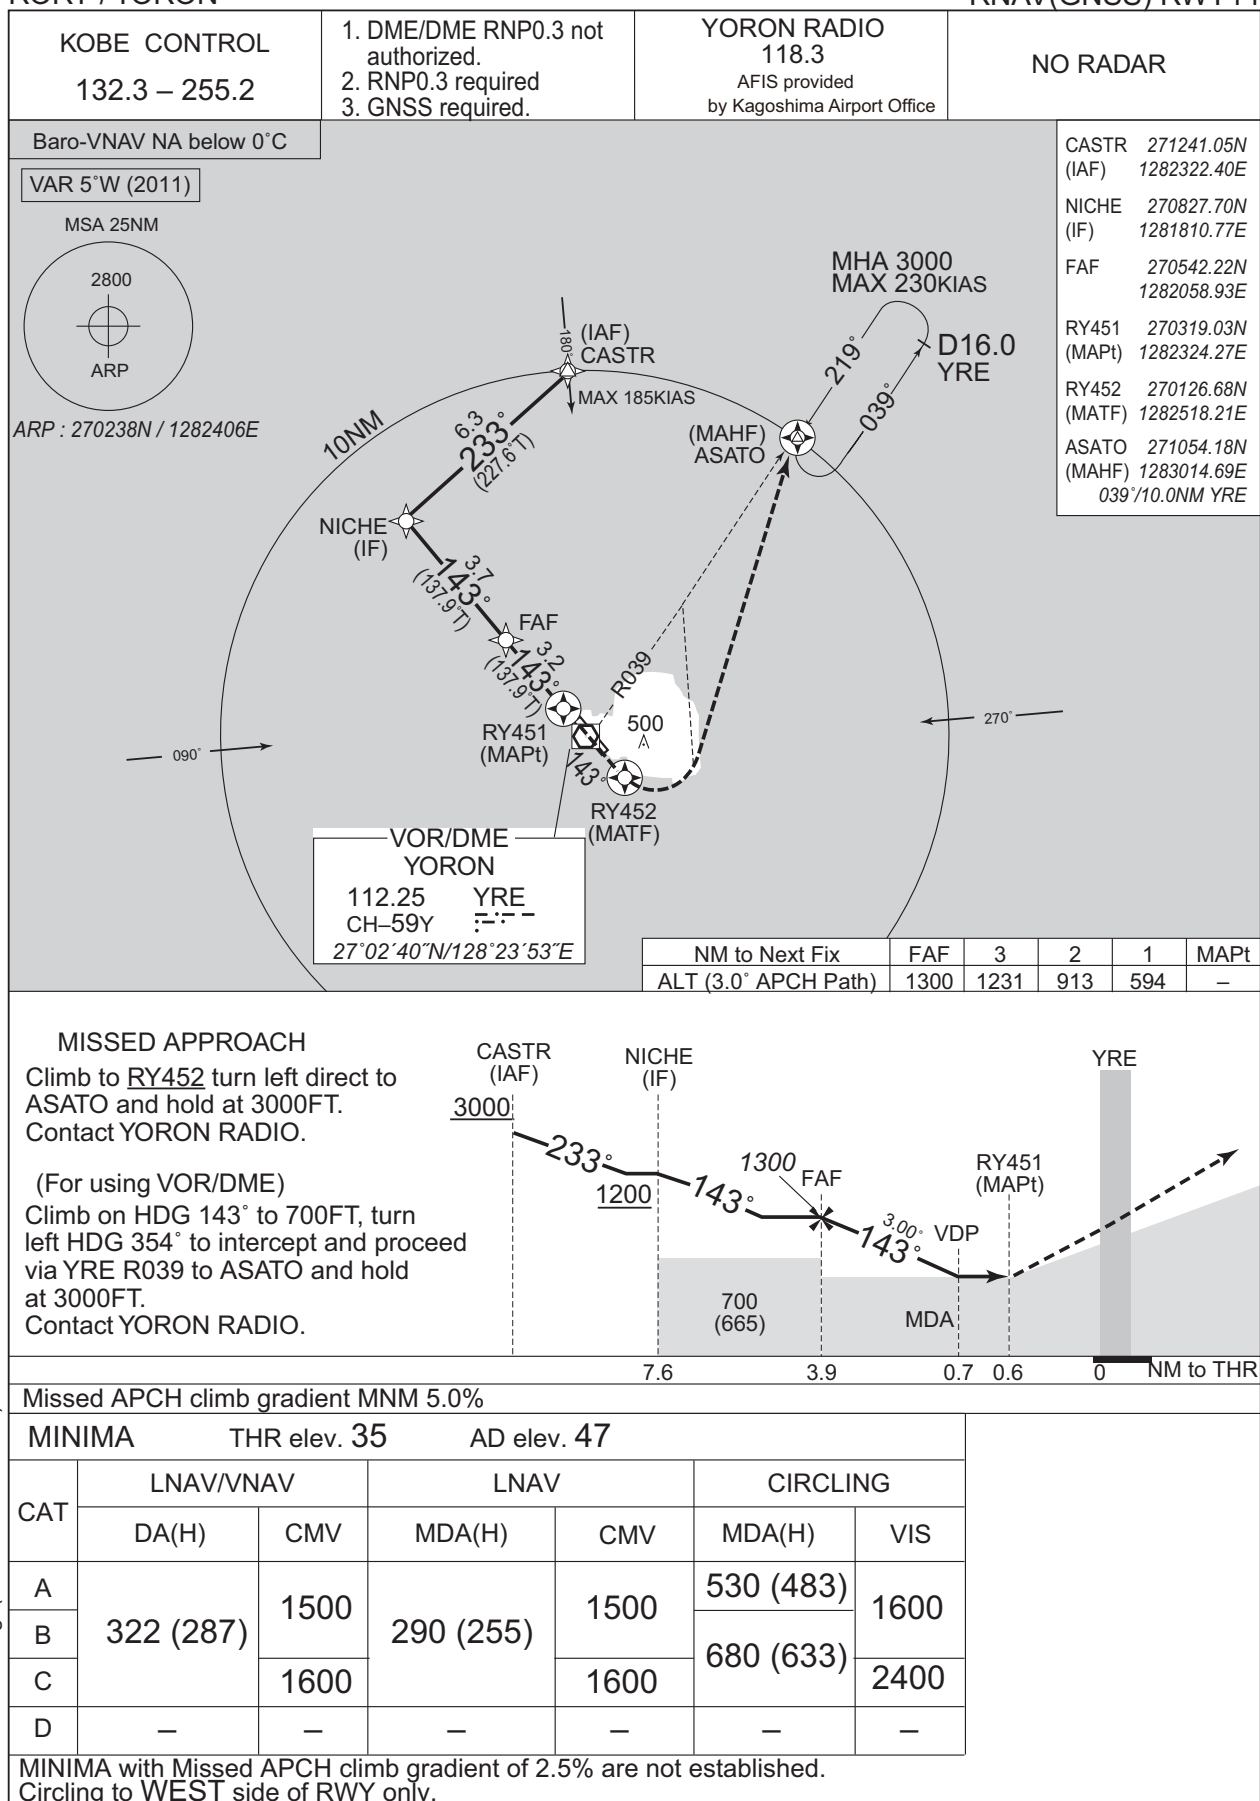 RORY / YORON
RNAV(GNSS) RWY14
KOBE CONTROL
132.3 – 255.2
1. DME/DME RNP0.3 not
authorized.
2. RNP0.3 required
3. GNSS required.
YORON RADIO
118.3
AFIS provided
by Kagoshima Airport Office
NO RADAR
Baro-VNAV NA below 0˚C
VAR 5˚W (2011)
MSA 25NM
2800
ARP
ARP : 270238N / 1282406E
CASTR 271241.05N
(IAF) 1282322.40E
NICHE 270827.70N
(IF) 1281810.77E
FAF 270542.22N
1282058.93E
RY451 270319.03N
(MAPt) 1282324.27E
RY452 270126.68N
(MATF) 1282518.21E
ASATO 271054.18N
(MAHF) 1283014.69E
039˚/10.0NM YRE
MHA 3000
MAX 230KIAS
219˚
039˚
D16.0
YRE
180˚
(IAF)
CASTR
MAX 185KIAS
10NM
6.3
233˚
(227.6˚T)
(MAHF)
ASATO
NICHE
(IF)
3.7
143˚
(137.9˚T)
FAF
3.2
143˚
(137.9˚T)
R039
500
RY451
(MAPt)
143˚
090˚
270˚
RY452
(MATF)
VOR/DME
YORON
112.25 YRE
CH–59Y
27˚02´40˝N/128˚23´53˝E
NM to Next Fix FAF 3 2 1 MAPt
ALT (3.0˚ APCH Path) 1300 1231 913 594 –
MISSED APPROACH
Climb to RY452 turn left direct to
ASATO and hold at 3000FT.
Contact YORON RADIO.
(For using VOR/DME)
Climb on HDG 143˚ to 700FT, turn
left HDG 354˚ to intercept and proceed
via YRE R039 to ASATO and hold
at 3000FT.
Contact YORON RADIO.
CASTR
(IAF)
NICHE
(IF)
YRE
3000
233˚
1200
143˚
1300
FAF
3.00˚
143˚
VDP
RY451
(MAPt)
700
(665)
MDA
7.6 3.9 0.7 0.6 0 NM to THR
Missed APCH climb gradient MNM 5.0%
MINIMA THR elev. 35 AD elev. 47
CAT LNAV/VNAV LNAV CIRCLING
DA(H) CMV MDA(H) CMV MDA(H) VIS
A 322 (287) 1500 290 (255) 1500 530 (483) 1600
B 680 (633)
C 1600 1600 2400
D – – – – – –
MINIMA with Missed APCH climb gradient of 2.5% are not established.
Circling to WEST side of RWY only.